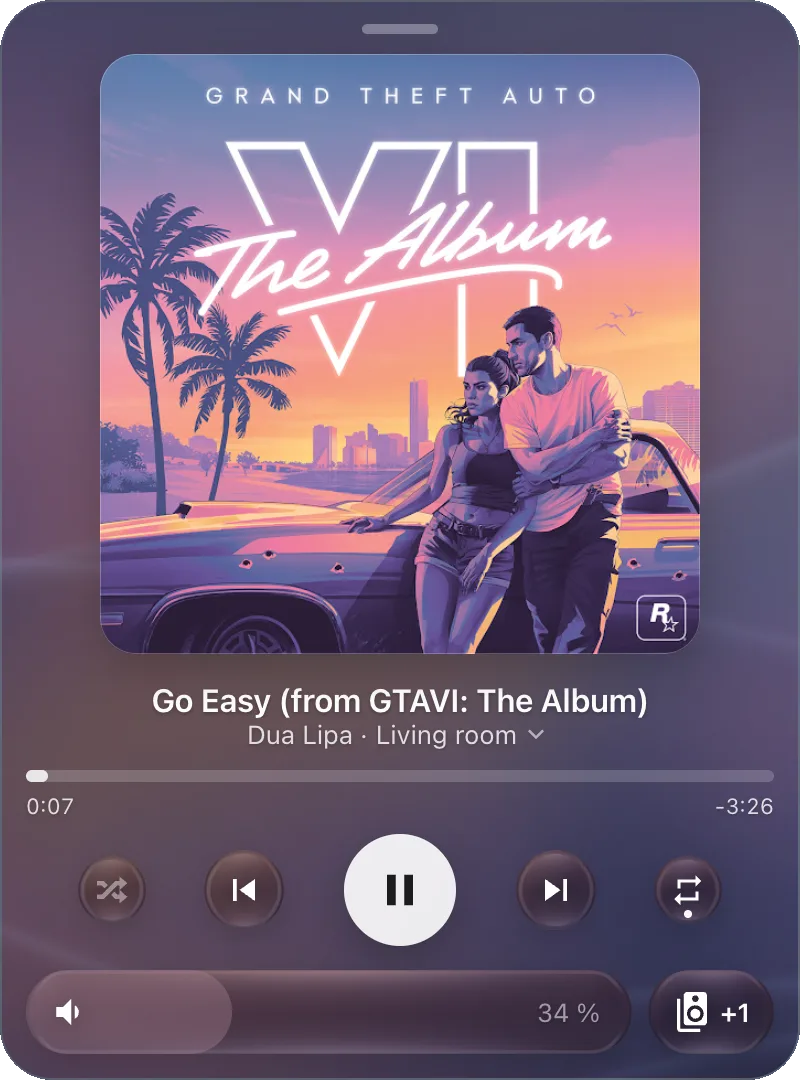 GRAND THEFT AUTO
VI
The Album
R
Go Easy (from GTAVI: The Album)
Dua Lipa · Living room
0:07
-3:26
34 %
+1